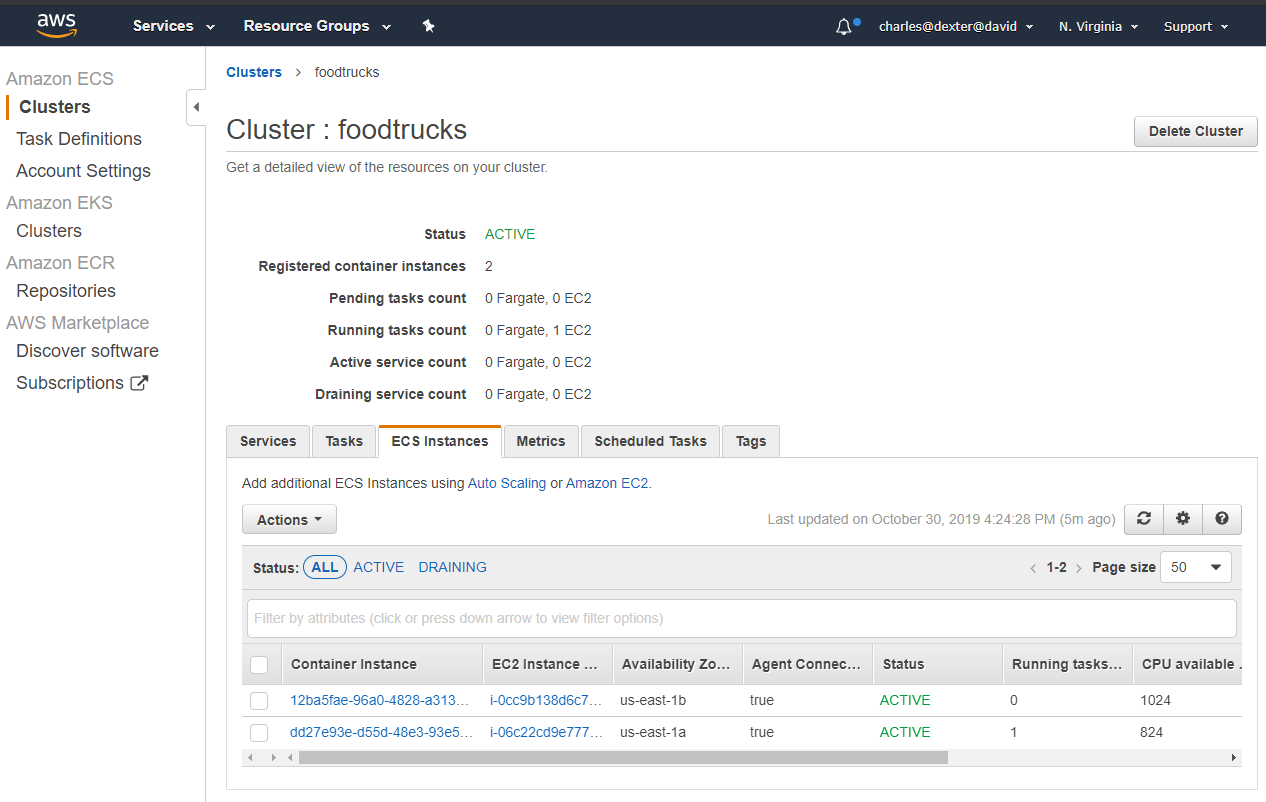 aws Services Resource Groups charles@dexter@david N. Virginia Support
Amazon ECS
Clusters
Task Definitions
Account Settings
Amazon EKS
Clusters
Amazon ECR
Repositories
AWS Marketplace
Discover software
Subscriptions
Clusters > foodtrucks
Cluster : foodtrucks
Delete Cluster
Get a detailed view of the resources on your cluster.
Status ACTIVE
Registered container instances 2
Pending tasks count 0 Fargate, 0 EC2
Running tasks count 0 Fargate, 1 EC2
Active service count 0 Fargate, 0 EC2
Draining service count 0 Fargate, 0 EC2
Services Tasks ECS Instances Metrics Scheduled Tasks Tags
Add additional ECS Instances using Auto Scaling or Amazon EC2.
Actions Last updated on October 30, 2019 4:24:28 PM (5m ago)
Status: ALL ACTIVE DRAINING < 1-2 > Page size 50
Filter by attributes (click or press down arrow to view filter options)
Container Instance EC2 Instance ... Availability Zo... Agent Connec... Status Running tasks... CPU available .
12ba5fae-96a0-4828-a313... i-0cc9b138d6c7... us-east-1b true ACTIVE 0 1024
dd27e93e-d55d-48e3-93e5... i-06c22cd9e777... us-east-1a true ACTIVE 1 824